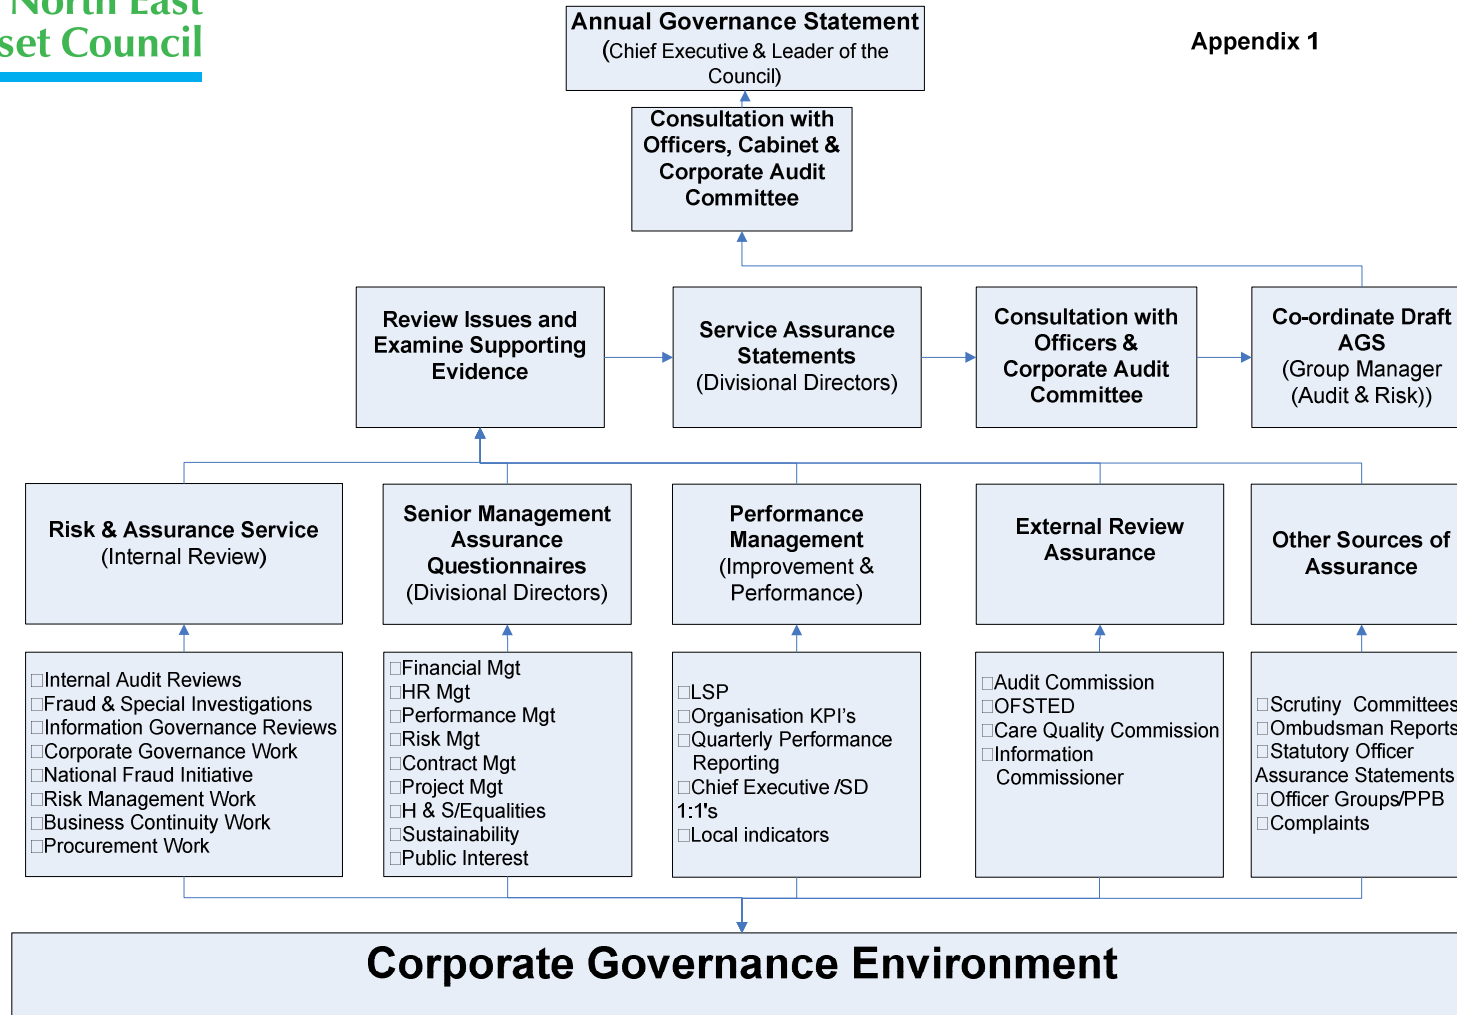 North East
set Council
Appendix 1
Annual Governance Statement
(Chief Executive & Leader of the
Council)
Consultation with
Officers, Cabinet &
Corporate Audit
Committee
Review Issues and
Examine Supporting
Evidence
Service Assurance
Statements
(Divisional Directors)
Consultation with
Officers &
Corporate Audit
Committee
Co-ordinate Draft
AGS
(Group Manager
(Audit & Risk))
Risk & Assurance Service
(Internal Review)
Senior Management
Assurance
Questionnaires
(Divisional Directors)
Performance
Management
(Improvement &
Performance)
External Review
Assurance
Other Sources of
Assurance
□Internal Audit Reviews
□Fraud & Special Investigations
□Information Governance Reviews
□Corporate Governance Work
□National Fraud Initiative
□Risk Management Work
□Business Continuity Work
□Procurement Work
□Financial Mgt
□HR Mgt
□Performance Mgt
□Risk Mgt
□Contract Mgt
□Project Mgt
□H & S/Equalities
□Sustainability
□Public Interest
□LSP
□Organisation KPI's
□Quarterly Performance
Reporting
□Chief Executive /SD
1:1's
□Local indicators
□Audit Commission
□OFSTED
□Care Quality Commission
□Information
Commissioner
□Scrutiny Committees
□Ombudsman Reports
□Statutory Officer
Assurance Statements
□Officer Groups/PPB
□Complaints
Corporate Governance Environment